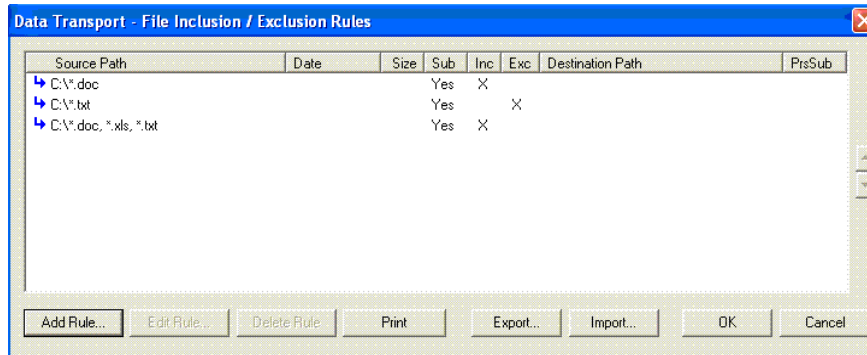 Data Transport - File Inclusion / Exclusion Rules
Source Path Date Size Sub Inc Exc Destination Path PrsSub
C:\*.doc Yes X
C:\*.txt Yes X
C:\*.doc, *.xls, *.txt Yes X
Add Rule... Edit Rule... Delete Rule Print Export... Import... OK Cancel